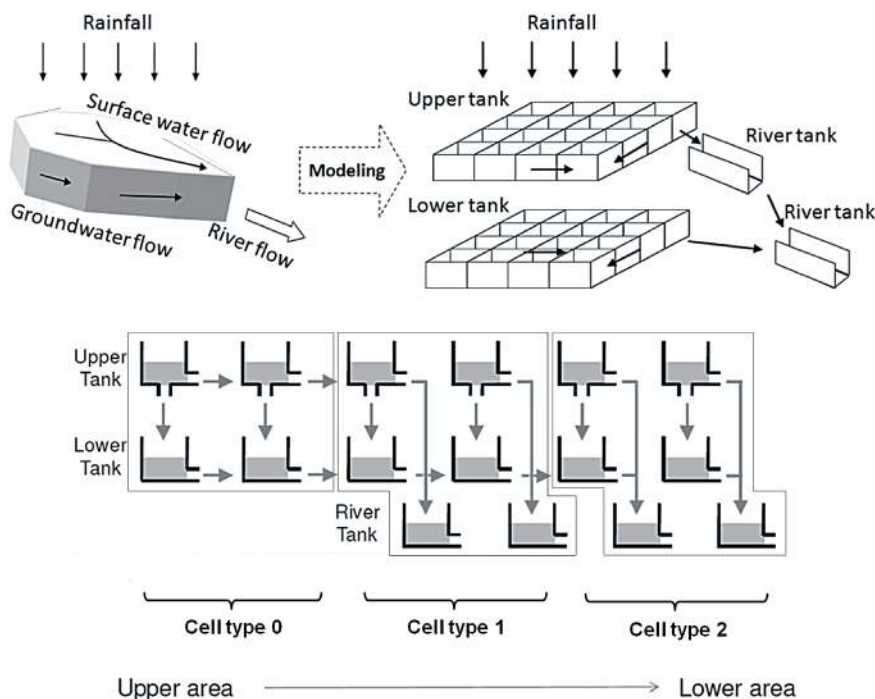 Rainfall
Surface water flow
Groundwater flow
River flow
Modeling
Rainfall
Upper tank
River tank
Lower tank
River tank
Upper
Tank
Lower
Tank
River
Tank
Cell type 0
Cell type 1
Cell type 2
Upper area
Lower area